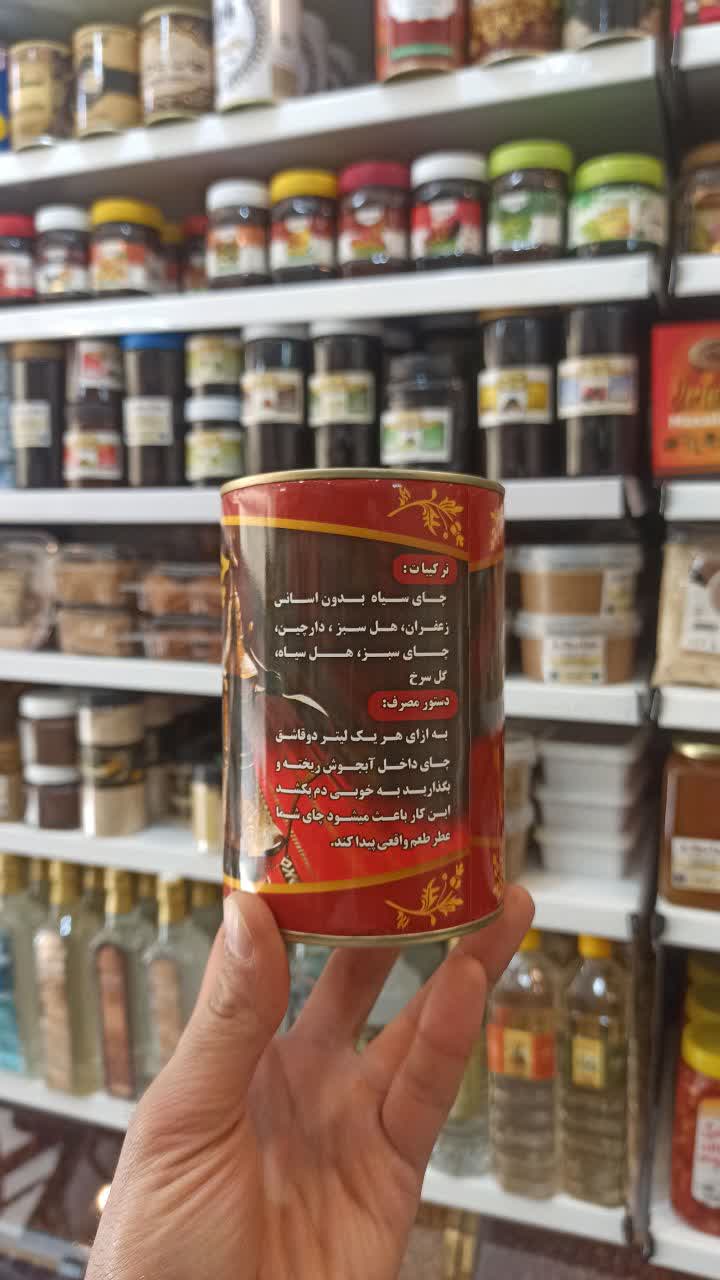 ترکیبات:
چای سیاه بدون اسانس
زعفران، هل سبز، دارچین،
چای سبز، هل سیاه،
گل سرخ
دستور مصرف:
به ازای هر یک لیتر دوقاشق
چای داخل آبجوش ریخته و
بگذارید به خوبی دم بکشد
این کار باعث میشود چای شما
عطر طعم واقعی پیدا کند.